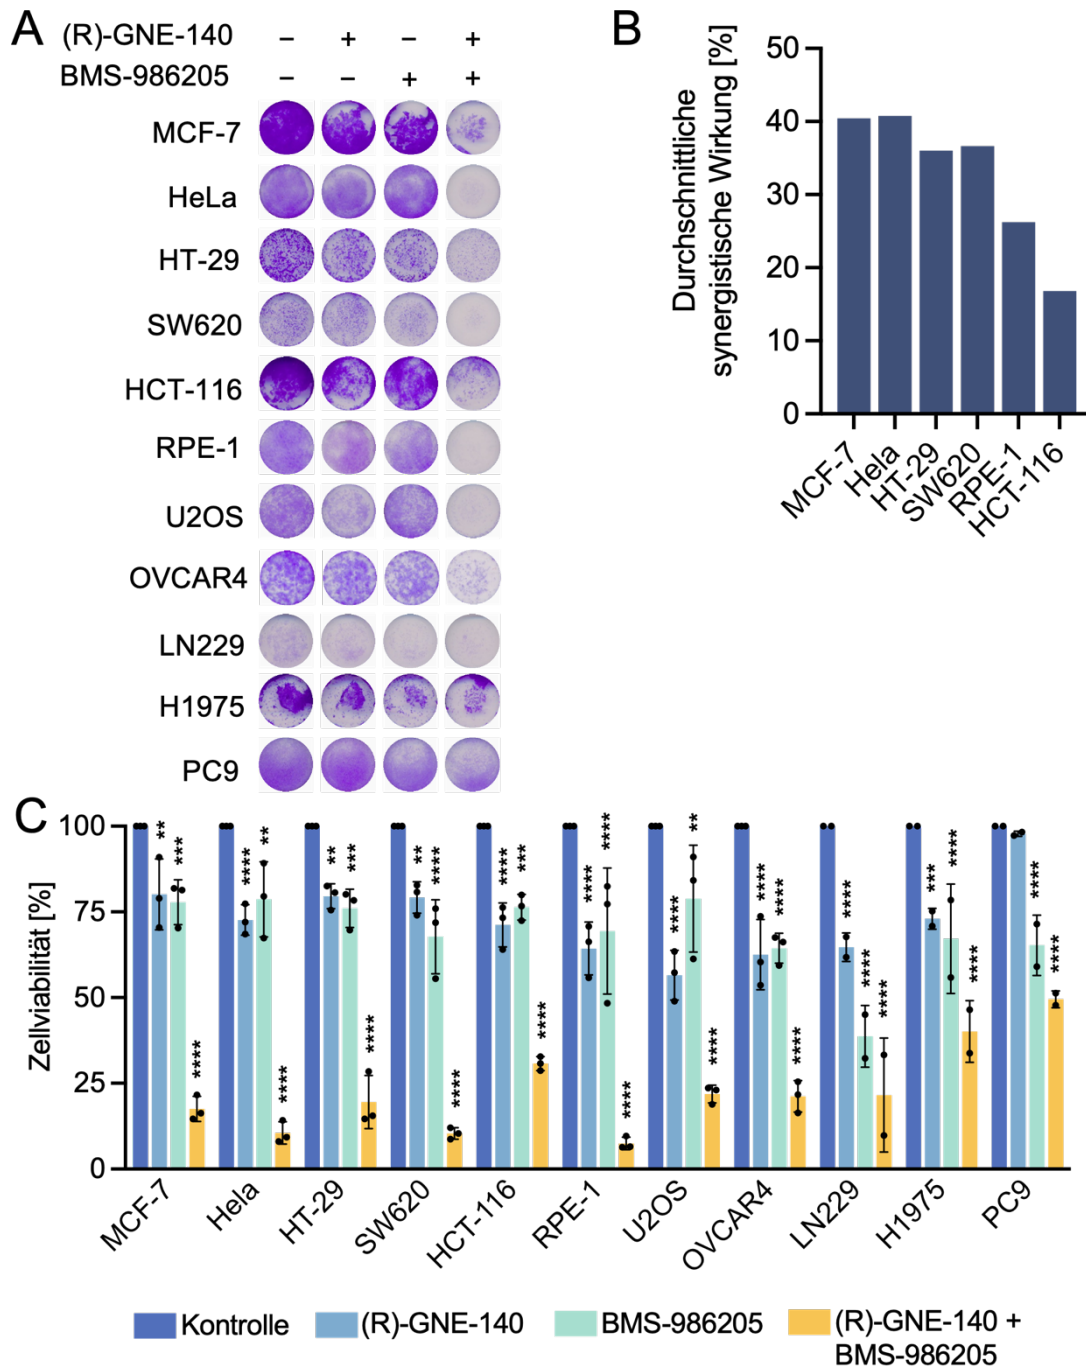 A
(R)-GNE-140 – + – +
BMS-986205 – – + +
MCF-7
HeLa
HT-29
SW620
HCT-116
RPE-1
U2OS
OVCAR4
LN229
H1975
PC9
B
Durchschnittliche
synergistische Wirkung [%]
50
40
30
20
10
0
MCF-7
Hela
HT-29
SW620
RPE-1
HCT-116
C
Zellviabilität [%]
100
75
50
25
0
** *** ****
**** ** ****
** *** ****
** **** ****
**** *** ****
**** **** ****
**** ** ****
**** **** ****
**** **** ****
*** **** ****
**** ****
MCF-7
Hela
HT-29
SW620
HCT-116
RPE-1
U2OS
OVCAR4
LN229
H1975
PC9
Kontrolle
(R)-GNE-140
BMS-986205
(R)-GNE-140 +
BMS-986205